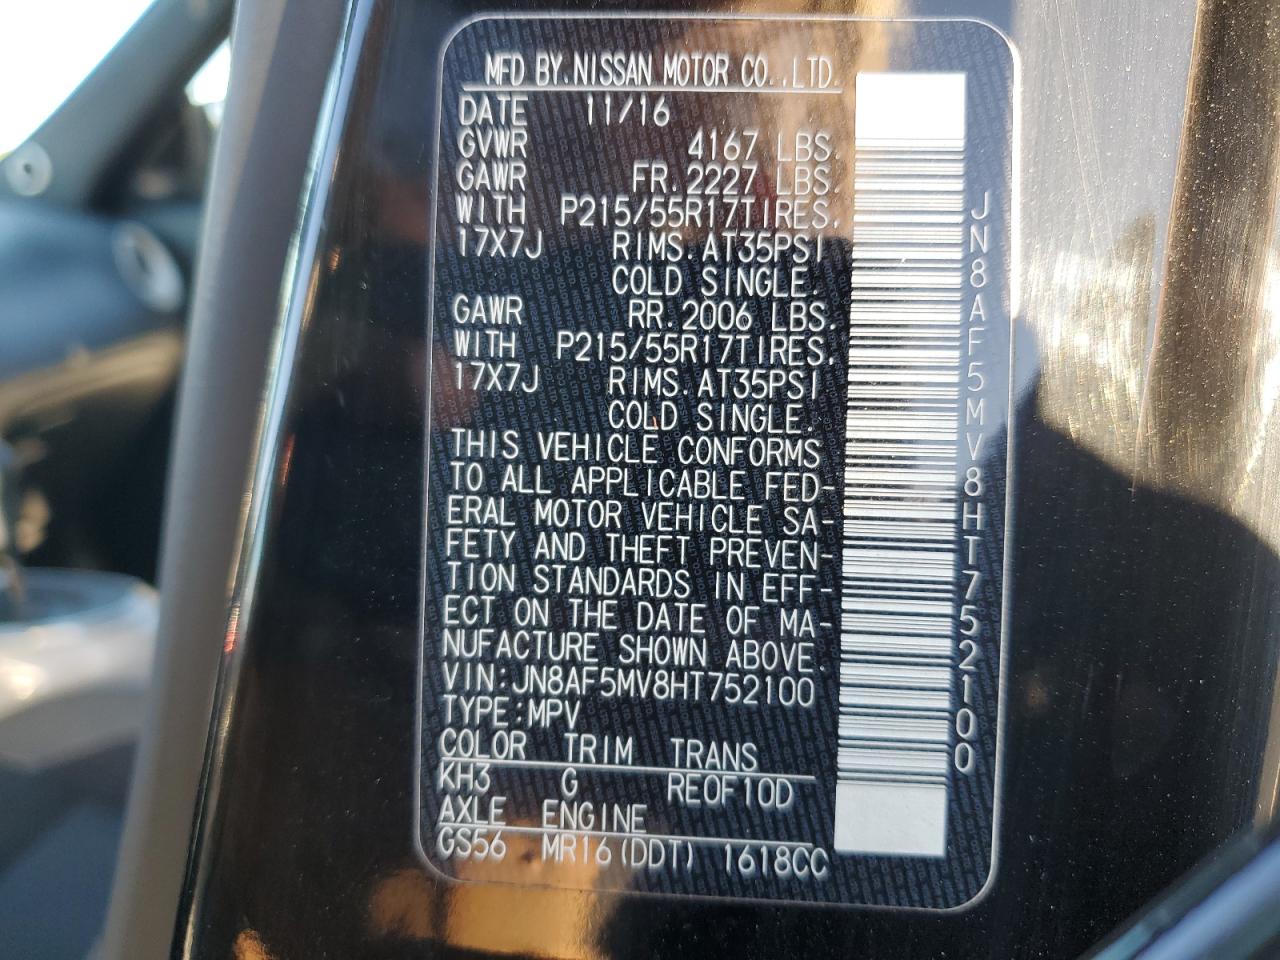 MFD BY.NISSAN MOTOR CO.,LTD.
DATE 11/16
GVWR 4167 LBS.
GAWR FR.2227 LBS.
WITH P215/55R17TIRES.
17X7J RIMS.AT35PSI
COLD SINGLE.
GAWR RR.2006 LBS.
WITH P215/55R17TIRES.
17X7J RIMS.AT35PSI
COLD SINGLE.
THIS VEHICLE CONFORMS
TO ALL APPLICABLE FED-
ERAL MOTOR VEHICLE SA-
FETY AND THEFT PREVEN-
TION STANDARDS IN EFF-
ECT ON THE DATE OF MA-
NUFACTURE SHOWN ABOVE.
VIN:JN8AF5MV8HT752100
TYPE:MPV
COLOR TRIM TRANS
KH3 G RE0F10D
AXLE ENGINE
GS56 MR16(DDT) 1618CC
JN8AF5MV8HT752100